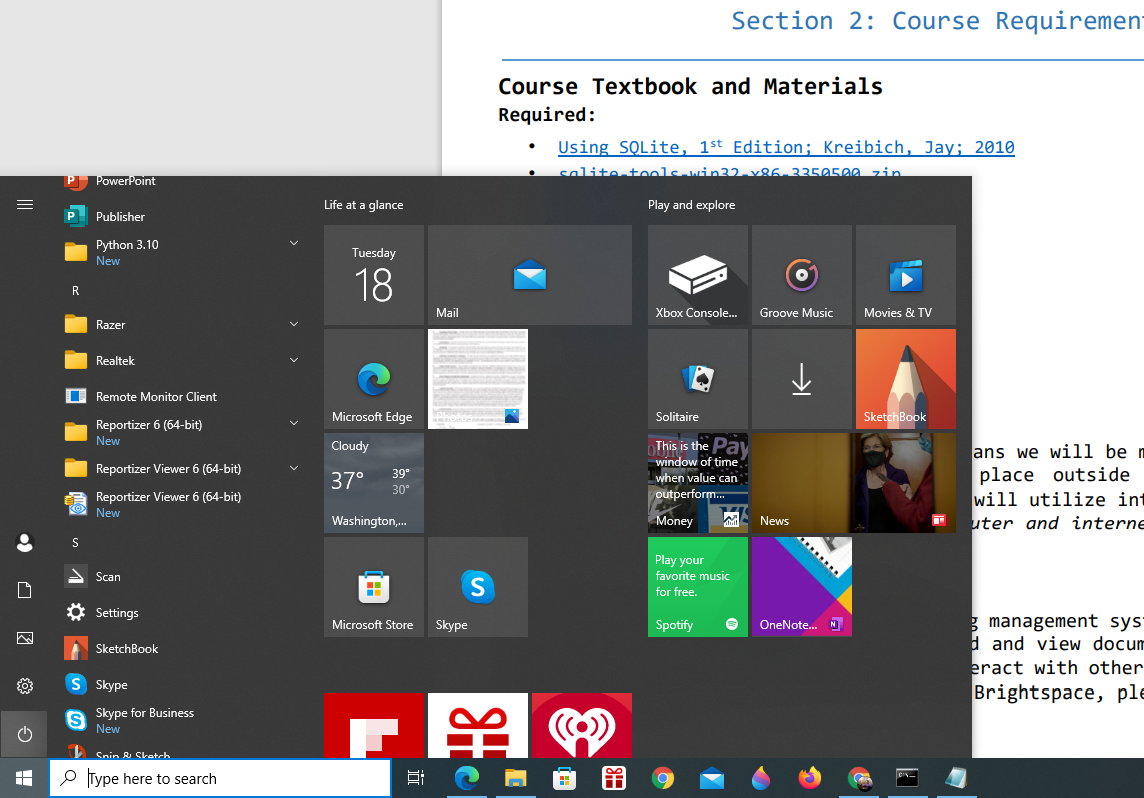 Section 2: Course Requiremen
Course Textbook and Materials
Required:
• Using SQLite, 1st Edition; Kreibich, Jay; 2010
• sqlite-tools-win32-x86-3350500.zip
ans we will be m
place outside
will utilize int
uter and interne
g management syst
d and view docum
eract with other
Brightspace, ple
PowerPoint
Publisher
Python 3.10
New
R
Razer
Realtek
Remote Monitor Client
Reportizer 6 (64-bit)
New
Reportizer Viewer 6 (64-bit)
Reportizer Viewer 6 (64-bit)
New
S
Scan
Settings
SketchBook
Skype
Skype for Business
New
Snip & Sketch
Life at a glance
Tuesday
18
Mail
Microsoft Edge
Photos
Cloudy
37°
39°
30°
Washington,...
Microsoft Store
Skype
Play and explore
Xbox Console...
Groove Music
Movies & TV
Solitaire
SketchBook
This is the
window of time
when value can
outperform...
Money
News
Play your
favorite music
for free.
Spotify
OneNote...
Type here to search